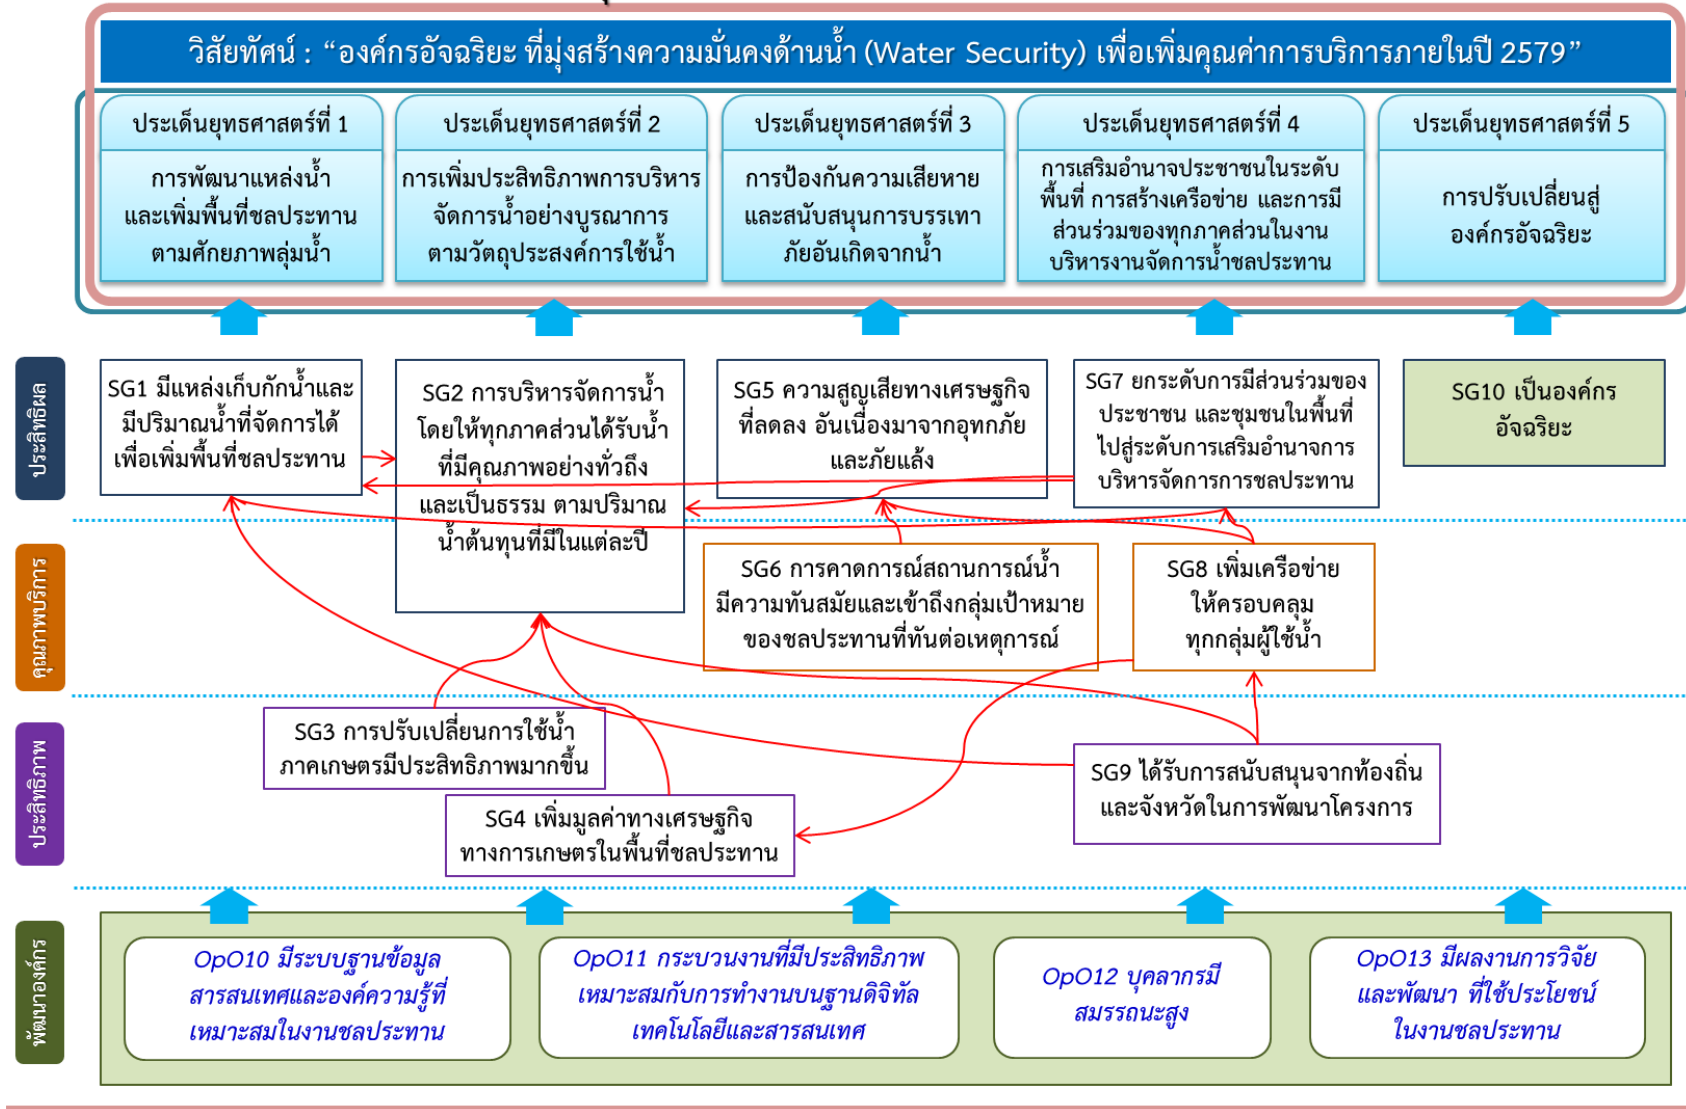 วิสัยทัศน์ : “องค์กรอัจฉริยะ ที่มุ่งสร้างความมั่นคงด้านน้ำ (Water Security) เพื่อเพิ่มคุณค่าการบริการภายในปี 2579”
ประเด็นยุทธศาสตร์ที่ 1
การพัฒนาแหล่งน้ำ
และเพิ่มพื้นที่ชลประทาน
ตามศักยภาพลุ่มน้ำ
ประเด็นยุทธศาสตร์ที่ 2
การเพิ่มประสิทธิภาพการบริหาร
จัดการน้ำอย่างบูรณาการ
ตามวัตถุประสงค์การใช้น้ำ
ประเด็นยุทธศาสตร์ที่ 3
การป้องกันความเสียหาย
และสนับสนุนการบรรเทา
ภัยอันเกิดจากน้ำ
ประเด็นยุทธศาสตร์ที่ 4
การเสริมอำนาจประชาชนในระดับ
พื้นที่ การสร้างเครือข่าย และการมี
ส่วนร่วมของทุกภาคส่วนในงาน
บริหารงานจัดการน้ำชลประทาน
ประเด็นยุทธศาสตร์ที่ 5
การปรับเปลี่ยนสู่
องค์กรอัจฉริยะ
ประสิทธิผล
SG1 มีแหล่งเก็บกักน้ำและ
มีปริมาณน้ำที่จัดการได้
เพื่อเพิ่มพื้นที่ชลประทาน
SG2 การบริหารจัดการน้ำ
โดยให้ทุกภาคส่วนได้รับน้ำ
ที่มีคุณภาพอย่างทั่วถึง
และเป็นธรรม ตามปริมาณ
น้ำต้นทุนที่มีในแต่ละปี
SG5 ความสูญเสียทางเศรษฐกิจ
ที่ลดลง อันเนื่องมาจากอุทกภัย
และภัยแล้ง
SG7 ยกระดับการมีส่วนร่วมของ
ประชาชน และชุมชนในพื้นที่
ไปสู่ระดับการเสริมอำนาจการ
บริหารจัดการการชลประทาน
SG10 เป็นองค์กร
อัจฉริยะ
คุณภาพบริการ
SG6 การคาดการณ์สถานการณ์น้ำ
มีความทันสมัยและเข้าถึงกลุ่มเป้าหมาย
ของชลประทานที่ทันต่อเหตุการณ์
SG8 เพิ่มเครือข่าย
ให้ครอบคลุม
ทุกกลุ่มผู้ใช้น้ำ
ประสิทธิภาพ
SG3 การปรับเปลี่ยนการใช้น้ำ
ภาคเกษตรมีประสิทธิภาพมากขึ้น
SG4 เพิ่มมูลค่าทางเศรษฐกิจ
ทางการเกษตรในพื้นที่ชลประทาน
SG9 ได้รับการสนับสนุนจากท้องถิ่น
และจังหวัดในการพัฒนาโครงการ
พัฒนาองค์กร
OpO10 มีระบบฐานข้อมูล
สารสนเทศและองค์ความรู้ที่
เหมาะสมในงานชลประทาน
OpO11 กระบวนงานที่มีประสิทธิภาพ
เหมาะสมกับการทำงานบนฐานดิจิทัล
เทคโนโลยีและสารสนเทศ
OpO12 บุคลากรมี
สมรรถนะสูง
OpO13 มีผลงานการวิจัย
และพัฒนา ที่ใช้ประโยชน์
ในงานชลประทาน